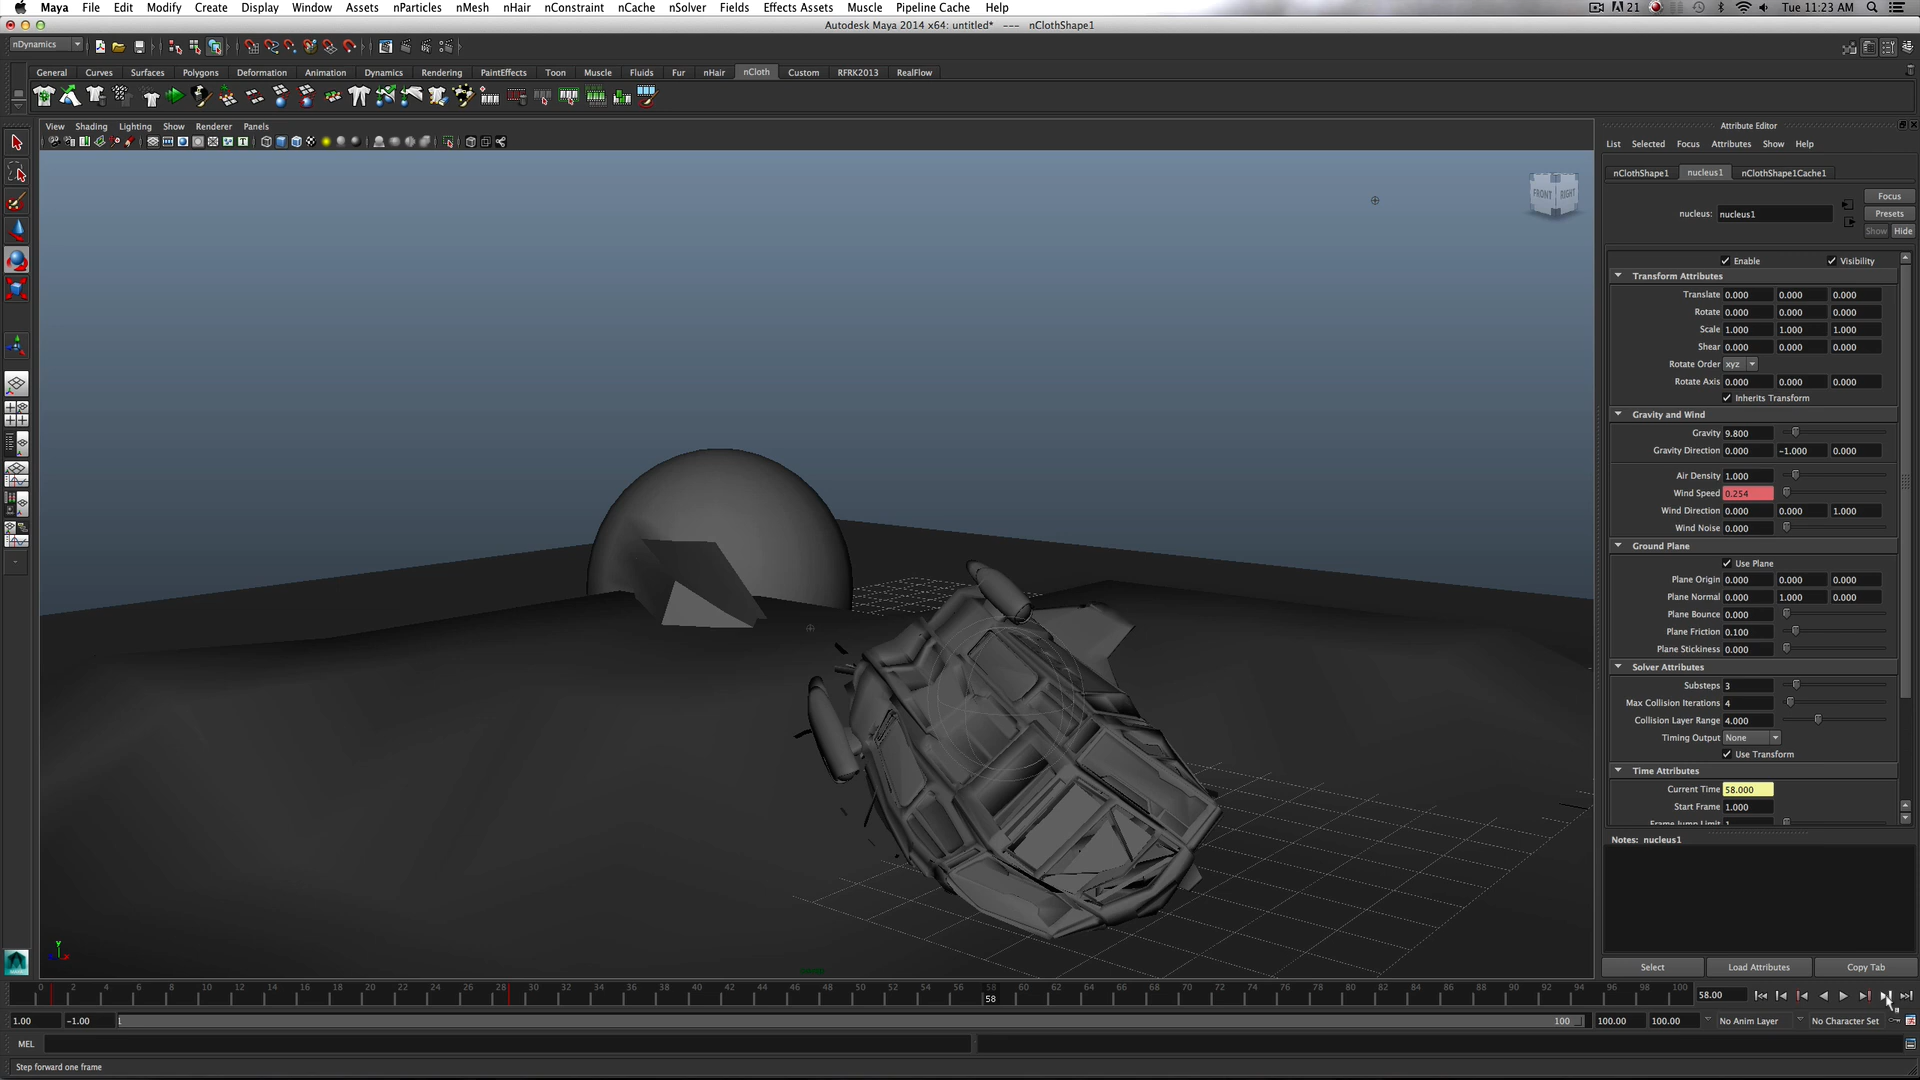 Maya File Edit Modify Create Display Window Assets nParticles nMesh nHair nConstraint nCache nSolver Fields Effects Assets Muscle Pipeline Cache Help 21 Tue 11:23 AM
Autodesk Maya 2014 x64: untitled* --- nClothShape1
nDynamics
General Curves Surfaces Polygons Deformation Animation Dynamics Rendering PaintEffects Toon Muscle Fluids Fur nHair nCloth Custom RFRK2013 RealFlow
View Shading Lighting Show Renderer Panels
FRONT RIGHT
Attribute Editor
List Selected Focus Attributes Show Help
nClothShape1 nucleus1 nClothShape1Cache1
nucleus: nucleus1
Focus
Presets
Show Hide
Enable Visibility
Transform Attributes
Translate 0.000 0.000 0.000
Rotate 0.000 0.000 0.000
Scale 1.000 1.000 1.000
Shear 0.000 0.000 0.000
Rotate Order xyz
Rotate Axis 0.000 0.000 0.000
Inherits Transform
Gravity and Wind
Gravity 9.800
Gravity Direction 0.000 -1.000 0.000
Air Density 1.000
Wind Speed 0.254
Wind Direction 0.000 0.000 1.000
Wind Noise 0.000
Ground Plane
Use Plane
Plane Origin 0.000 0.000 0.000
Plane Normal 0.000 1.000 0.000
Plane Bounce 0.000
Plane Friction 0.100
Plane Stickiness 0.000
Solver Attributes
Substeps 3
Max Collision Iterations 4
Collision Layer Range 4.000
Timing Output None
Use Transform
Time Attributes
Current Time 58.000
Start Frame 1.000
Frame Jump Limit 1
Notes: nucleus1
Select Load Attributes Copy Tab
0 2 4 6 8 10 12 14 16 18 20 22 24 26 28 30 32 34 36 38 40 42 44 46 48 50 52 54 56 58 60 62 64 66 68 70 72 74 76 78 80 82 84 86 88 90 92 94 96 98 100
58 58.00
1.00 -1.00 1 100 100.00 100.00 No Anim Layer No Character Set
MEL
Step forward one frame